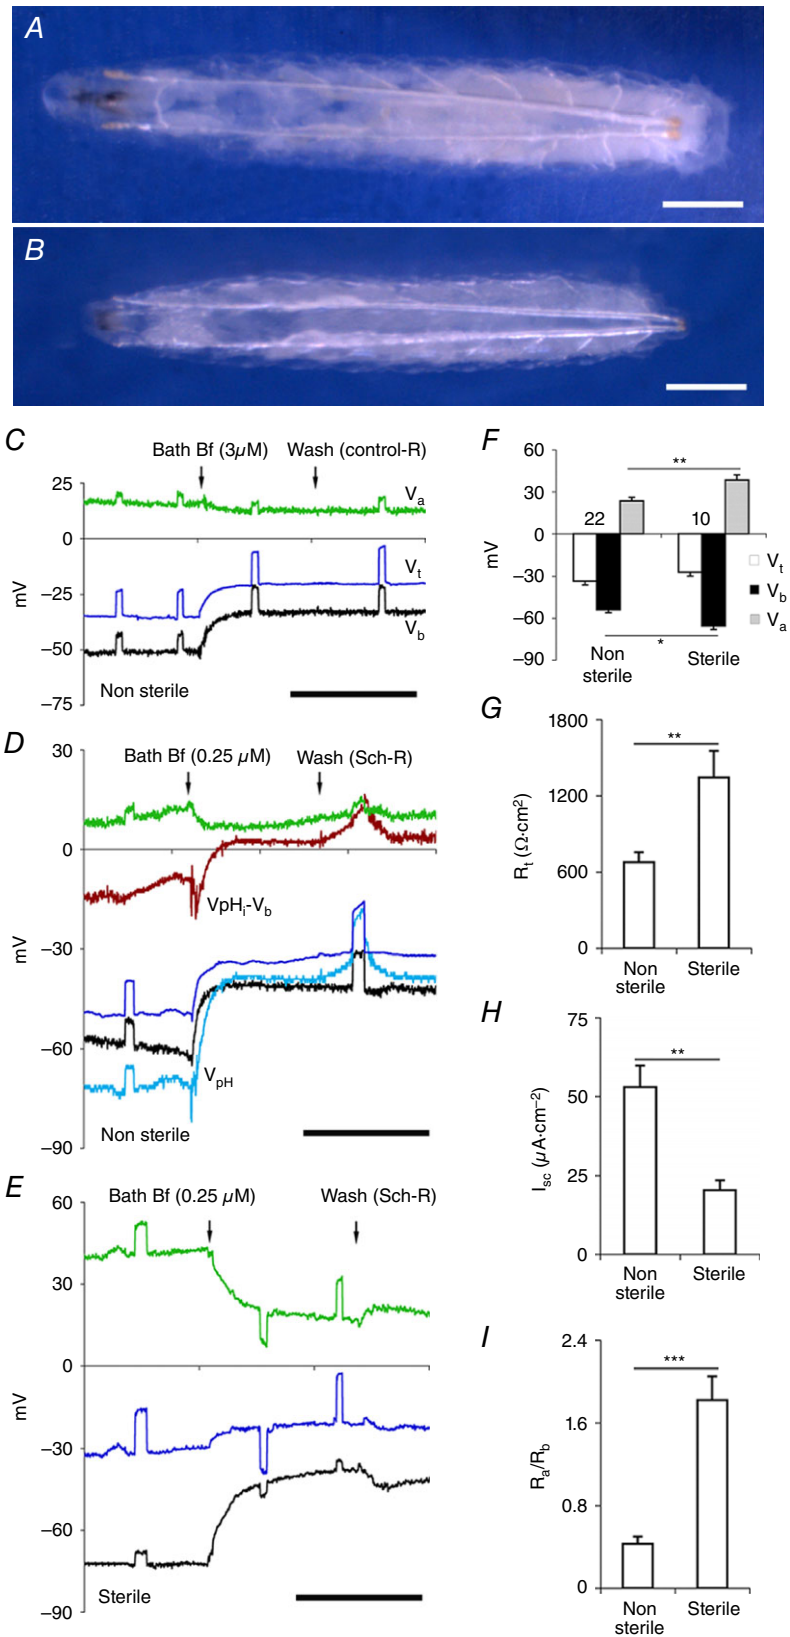 A
B
C
Bath Bf (3µM)
Wash (control-R)
25
0
–25
–50
–75
mV
Va
Vt
Vb
Non sterile
D
Bath Bf (0.25 µM)
Wash (Sch-R)
30
0
–30
–60
–90
mV
VpHi-Vb
VpH
Non sterile
E
Bath Bf (0.25 µM)
Wash (Sch-R)
60
30
0
–30
–60
–90
mV
Sterile
F
60
30
0
–30
–60
–90
mV
**
22
10
*
Vt
Vb
Va
Non
sterile
Sterile
G
1800
1200
600
0
Rt (Ω·cm²)
**
Non
sterile
Sterile
H
75
50
25
0
Isc (µA·cm–2)
**
Non
sterile
Sterile
I
2.4
1.6
0.8
0
Ra/Rb
***
Non
sterile
Sterile